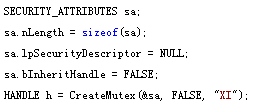 SECURITY_ATTRIBUTES sa;
sa.nLength = sizeof(sa);
sa.lpSecurityDescriptor = NULL;
sa.bInheritHandle = FALSE;
HANDLE h = CreateMutex(&sa, FALSE, “XI”);